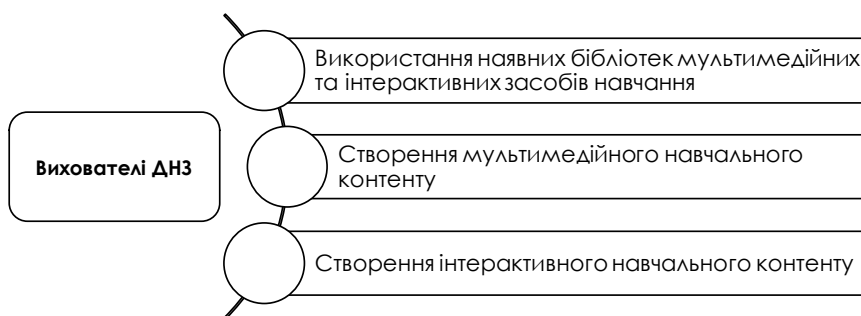 Використання наявних бібліотек мультимедійних
та інтерактивних засобів навчання
Вихователі ДНЗ
Створення мультимедійного навчального
контенту
Створення інтерактивного навчального контенту